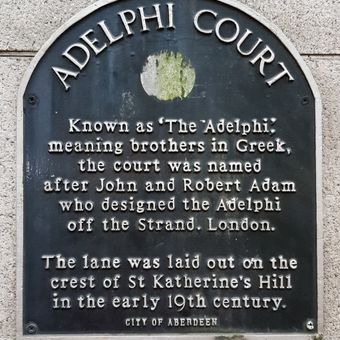 ADELPHI COURT
Known as 'The Adelphi',
meaning brothers in Greek,
the court was named
after John and Robert Adam
who designed the Adelphi
off the Strand. London.
The lane was laid out on the
crest of St Katherine's Hill
in the early 19th century.
CITY OF ABERDEEN